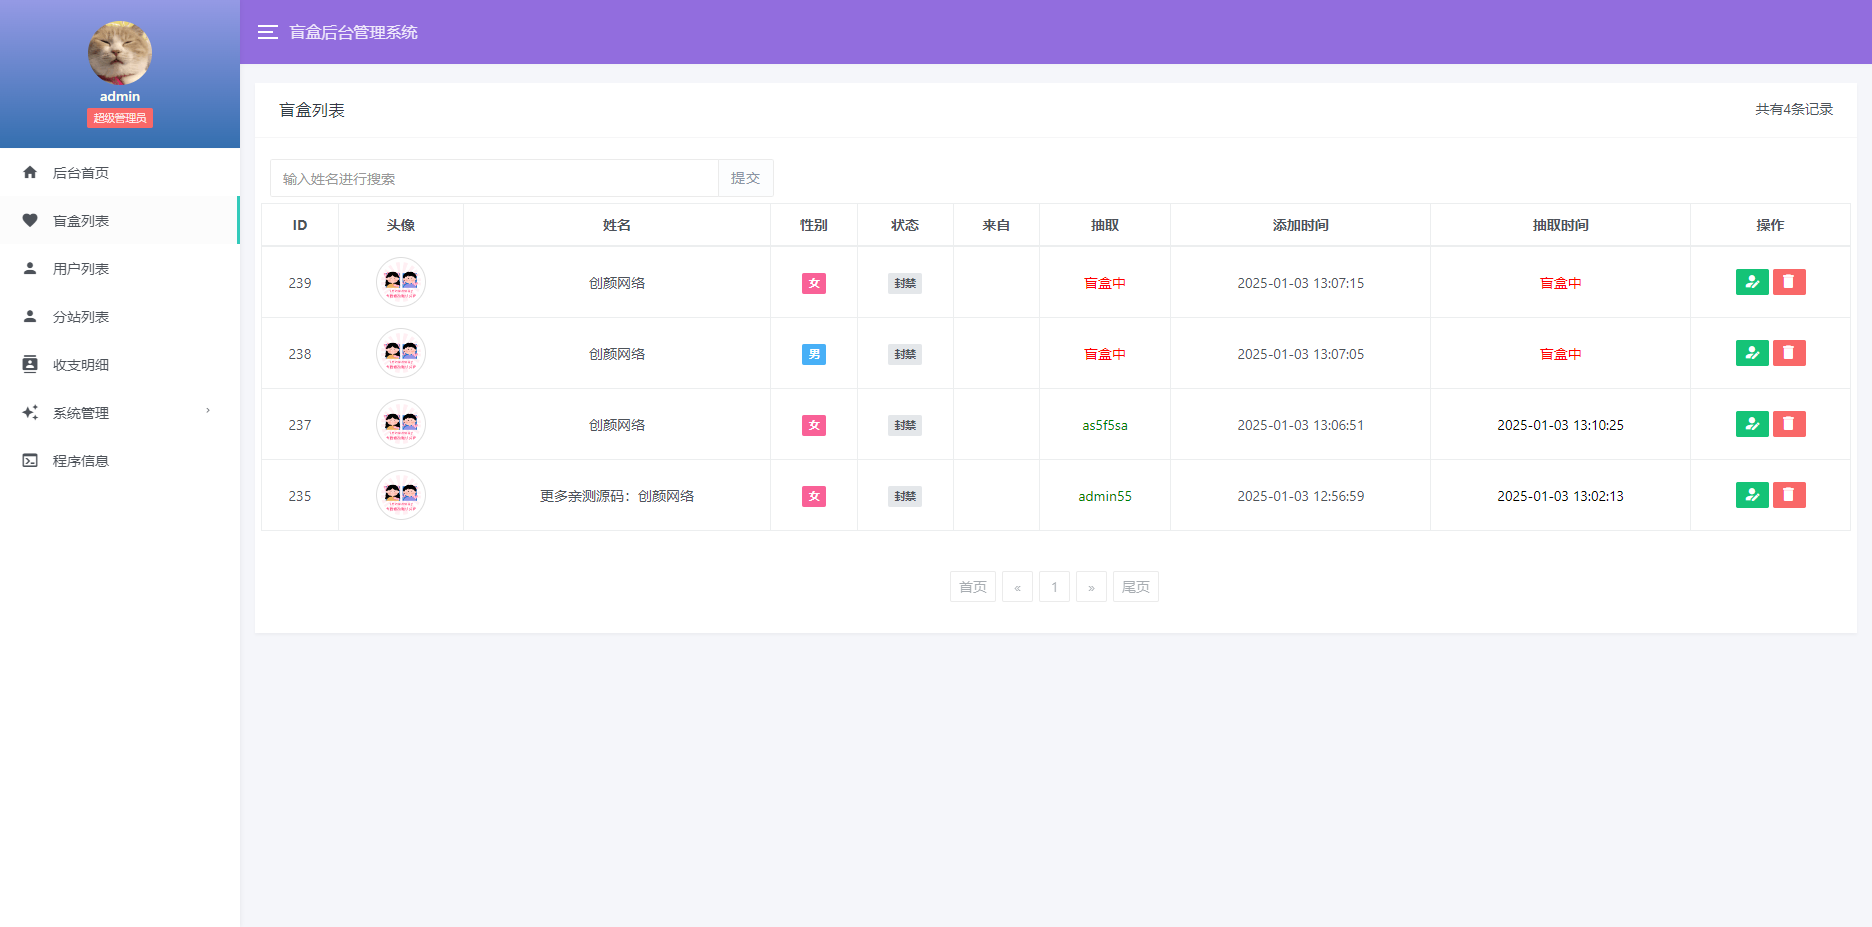 admin
超级管理员
后台首页
盲盒列表
用户列表
分站列表
收支明细
系统管理
程序信息
盲盒后台管理系统
盲盒列表
共有4条记录
输入姓名进行搜索 提交
ID 头像 姓名 性别 状态 来自 抽取 添加时间 抽取时间 操作
239 创颜网络 女 封禁 盲盒中 2025-01-03 13:07:15 盲盒中
238 创颜网络 男 封禁 盲盒中 2025-01-03 13:07:05 盲盒中
237 创颜网络 女 封禁 as5f5sa 2025-01-03 13:06:51 2025-01-03 13:10:25
235 更多亲测源码：创颜网络 女 封禁 admin55 2025-01-03 12:56:59 2025-01-03 13:02:13
首页 « 1 » 尾页